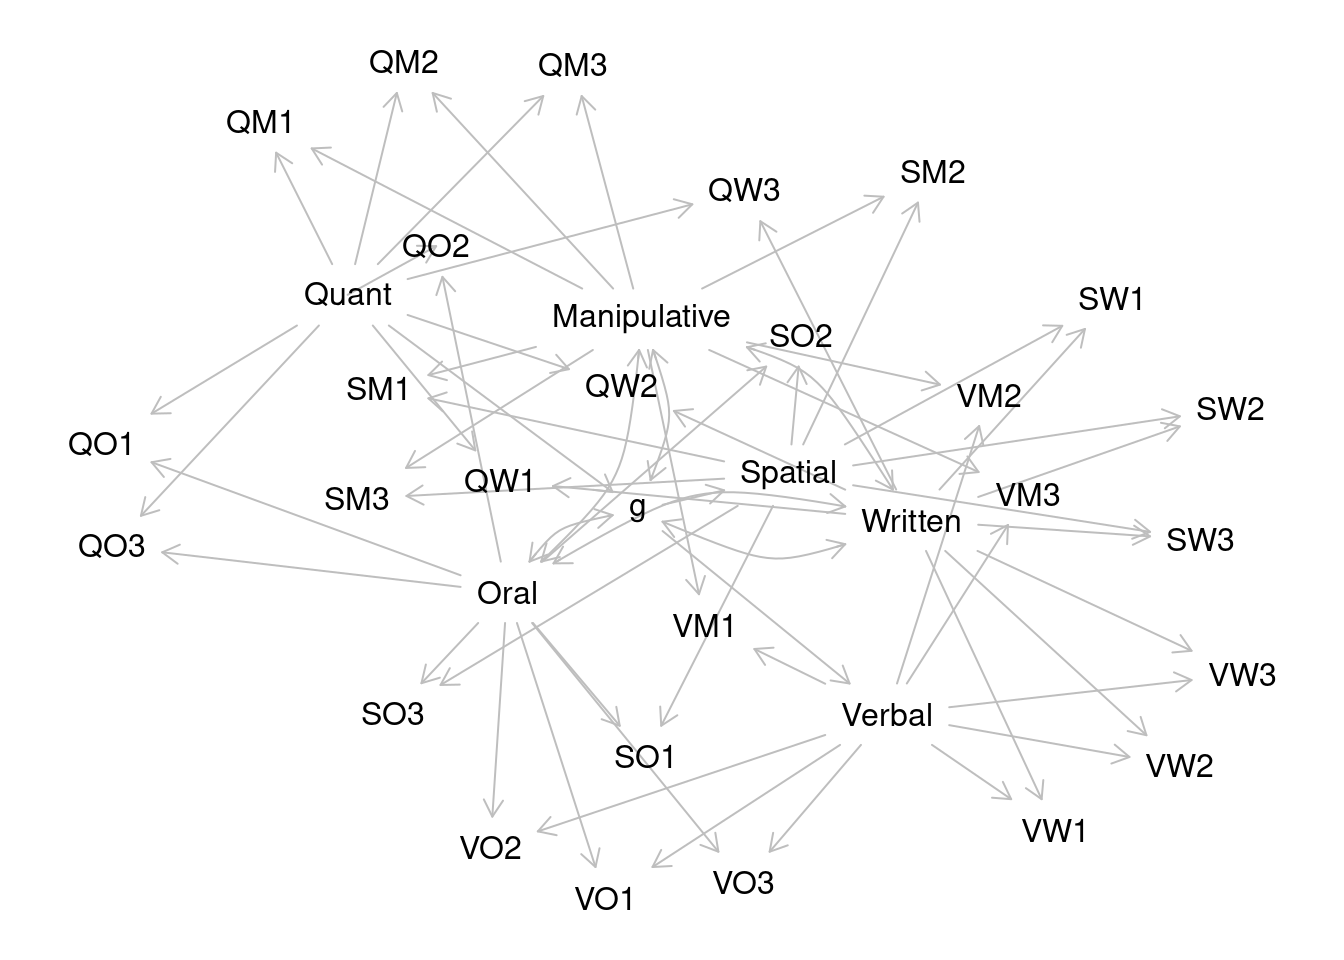 QM2
QM3
QM1
SM2
QW3
QO2
Quant
SW1
Manipulative
SO2
SM1
QW2
VM2
SW2
QO1
Spatial
QW1
SM3
VM3
g
Written
SW3
QO3
Oral
VM1
VW3
SO3
Verbal
SO1
VW2
VW1
VO2
VO3
VO1